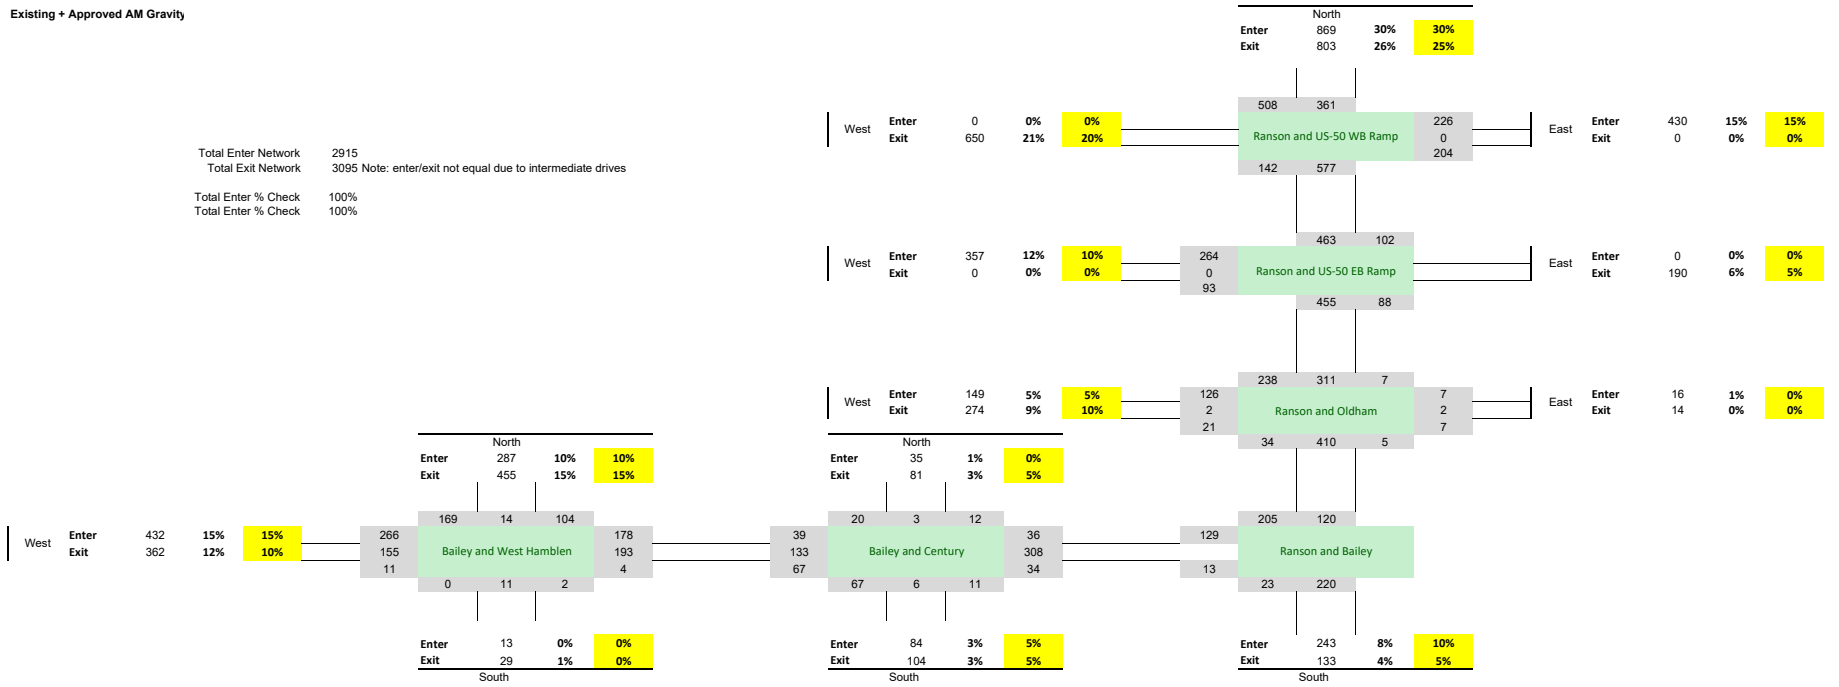 Existing + Approved AM Gravity
North
Enter 869 30% 30%
Exit 803 26% 25%
508 361
West
Enter 0 0% 0%
Exit 650 21% 20%
Ranson and US-50 WB Ramp
226
0
204
East
Enter 430 15% 15%
Exit 0 0% 0%
142 577
Total Enter Network 2915
Total Exit Network 3095 Note: enter/exit not equal due to intermediate drives
Total Enter % Check 100%
Total Enter % Check 100%
463 102
West
Enter 357 12% 10%
Exit 0 0% 0%
264
0
93
Ranson and US-50 EB Ramp
East
Enter 0 0% 0%
Exit 190 6% 5%
455 88
238 311 7
West
Enter 149 5% 5%
Exit 274 9% 10%
126
2
21
Ranson and Oldham
7
2
7
East
Enter 16 1% 0%
Exit 14 0% 0%
34 410 5
North
Enter 287 10% 10%
Exit 455 15% 15%
North
Enter 35 1% 0%
Exit 81 3% 5%
169 14 104
West
Enter 432 15% 15%
Exit 362 12% 10%
266
155
11
Bailey and West Hamblen
178
193
4
0 11 2
20 3 12
39
133
67
Bailey and Century
36
308
34
67 6 11
205 120
129
13
Ranson and Bailey
23 220
Enter 13 0% 0%
Exit 29 1% 0%
South
Enter 84 3% 5%
Exit 104 3% 5%
South
Enter 243 8% 10%
Exit 133 4% 5%
South